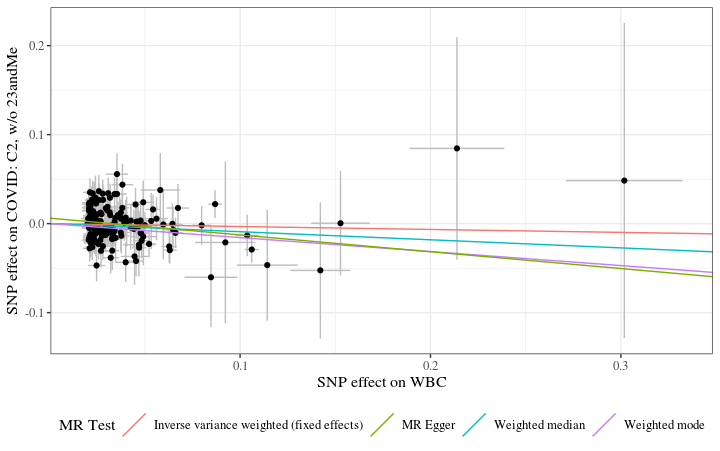 SNP effect on COVID: C2, w/o 23andMe
0.2
0.1
0.0
-0.1
0.1
0.2
0.3
SNP effect on WBC
MR Test
Inverse variance weighted (fixed effects)
MR Egger
Weighted median
Weighted mode